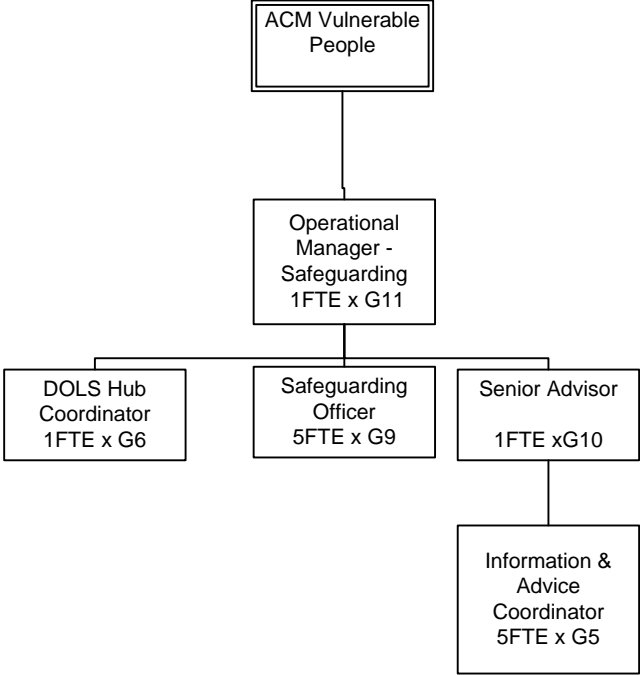 ACM Vulnerable
People
Operational
Manager -
Safeguarding
1FTE x G11
DOLS Hub
Coordinator
1FTE x G6
Safeguarding
Officer
5FTE x G9
Senior Advisor
1FTE xG10
Information &
Advice
Coordinator
5FTE x G5